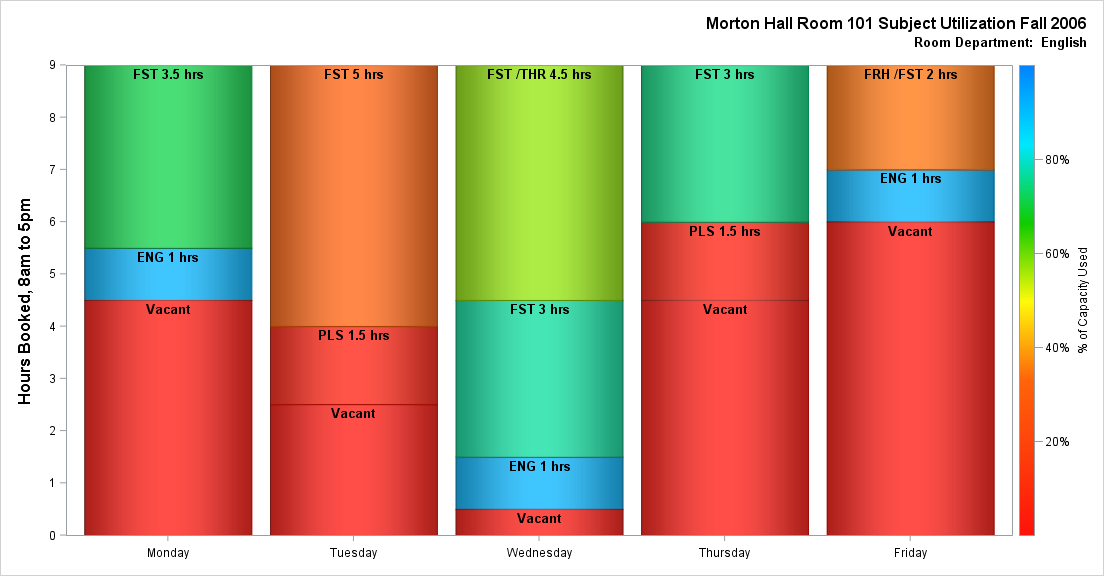 Morton Hall Room 101 Subject Utilization Fall 2006
Room Department:  English
Hours Booked, 8am to 5pm
9
8
7
6
5
4
3
2
1
0
FST 3.5 hrs
ENG 1 hrs
Vacant
FST 5 hrs
PLS 1.5 hrs
Vacant
FST /THR 4.5 hrs
FST 3 hrs
ENG 1 hrs
Vacant
FST 3 hrs
PLS 1.5 hrs
Vacant
FRH /FST 2 hrs
ENG 1 hrs
Vacant
Monday
Tuesday
Wednesday
Thursday
Friday
80%
60%
40%
20%
% of Capacity Used